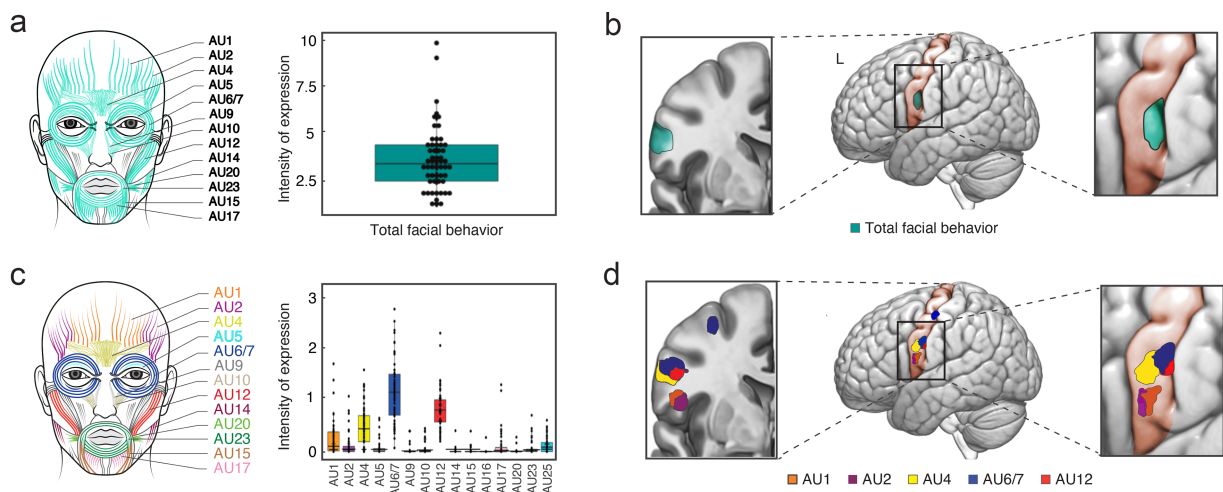 a
AU1
AU2
AU4
AU5
AU6/7
AU9
AU10
AU12
AU14
AU20
AU23
AU15
AU17
Intensity of expression
10
7.5
5
2.5
Total facial behavior
b
L
Total facial behavior
c
AU1
AU2
AU4
AU5
AU6/7
AU9
AU10
AU12
AU14
AU20
AU23
AU15
AU17
Intensity of expression
3
2
1
0
AU1
AU2
AU4
AU5
AU6/7
AU9
AU10
AU12
AU14
AU15
AU16
AU17
AU20
AU23
AU25
d
AU1 AU2 AU4 AU6/7 AU12